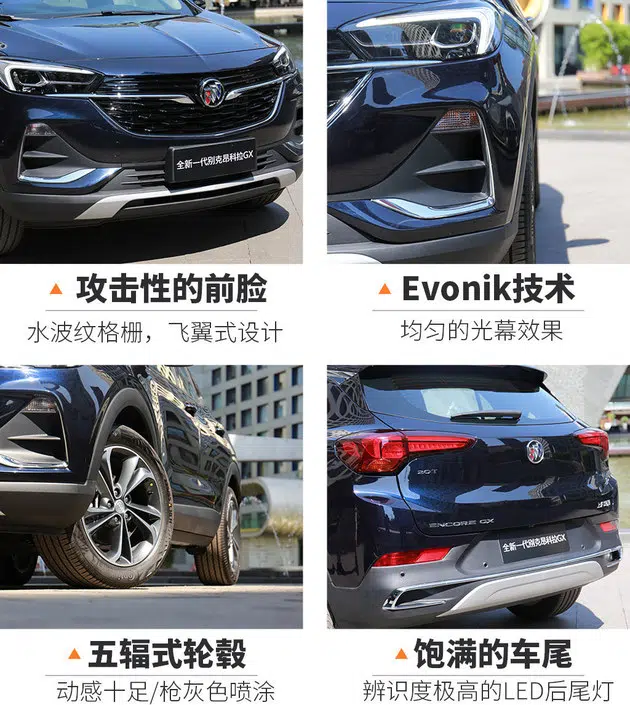 全新一代别克昂科拉GX
▲ 攻击性的前脸
水波纹格栅，飞翼式设计
▲ Evonik技术
均匀的光幕效果
20T
ENCORE GX
全新一代别克昂科拉GX
▲ 五辐式轮毂
动感十足/枪灰色喷涂
▲ 饱满的车尾
辨识度极高的LED后尾灯